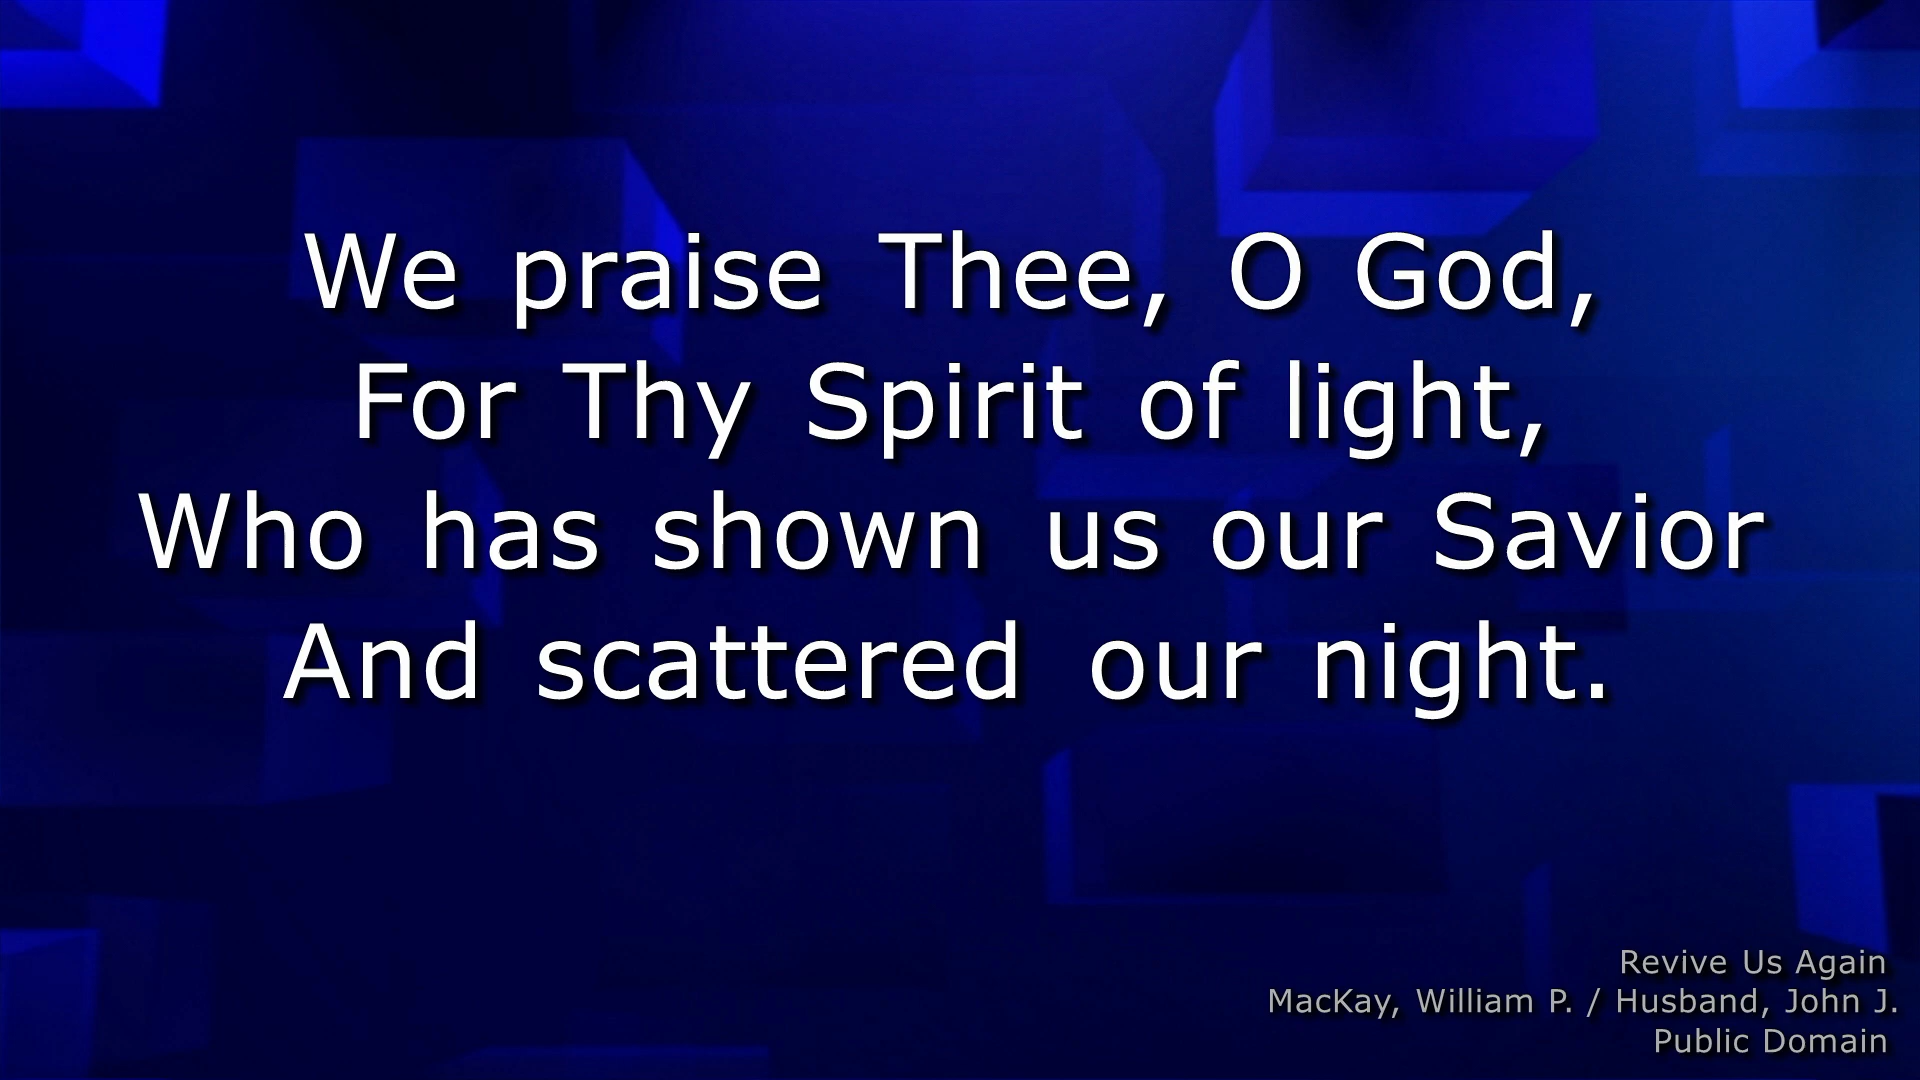 We praise Thee, O God,
For Thy Spirit of light,
Who has shown us our Savior
And scattered our night.
Revive Us Again
MacKay, William P. / Husband, John J.
Public Domain